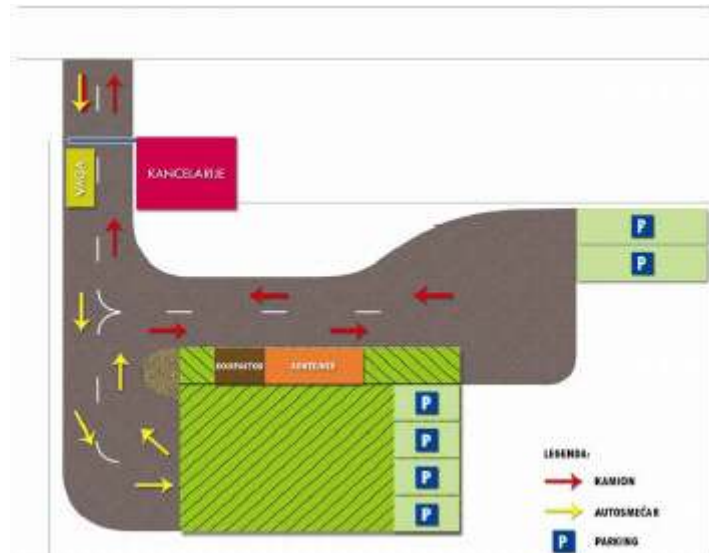 VAGA
KANCELARIJE
P
P
KOMPAKTOR
KONTEJNER
P
P
P
P
LEGENDA:
KAMION
AUTOSMEĆAR
P PARKING